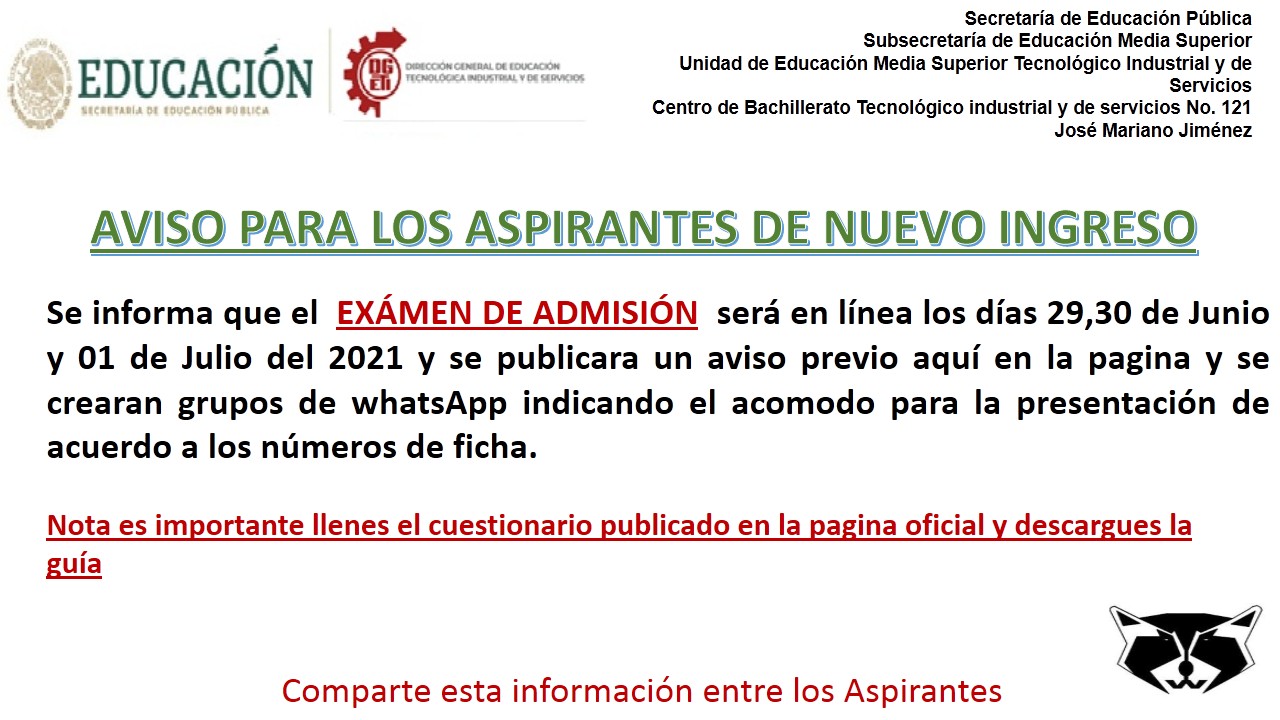 EDUCACIÓN
SECRETARÍA DE EDUCACIÓN PÚBLICA
DGETi
DIRECCIÓN GENERAL DE EDUCACIÓN
TECNOLÓGICA INDUSTRIAL Y DE SERVICIOS
Secretaría de Educación Pública
Subsecretaría de Educación Media Superior
Unidad de Educación Media Superior Tecnológico Industrial y de
Servicios
Centro de Bachillerato Tecnológico industrial y de servicios No. 121
José Mariano Jiménez
AVISO PARA LOS ASPIRANTES DE NUEVO INGRESO
Se informa que el EXÁMEN DE ADMISIÓN será en línea los días 29,30 de Junio
y 01 de Julio del 2021 y se publicara un aviso previo aquí en la pagina y se
crearan grupos de whatsApp indicando el acomodo para la presentación de
acuerdo a los números de ficha.
Nota es importante llenes el cuestionario publicado en la pagina oficial y descargues la
guía
Comparte esta información entre los Aspirantes